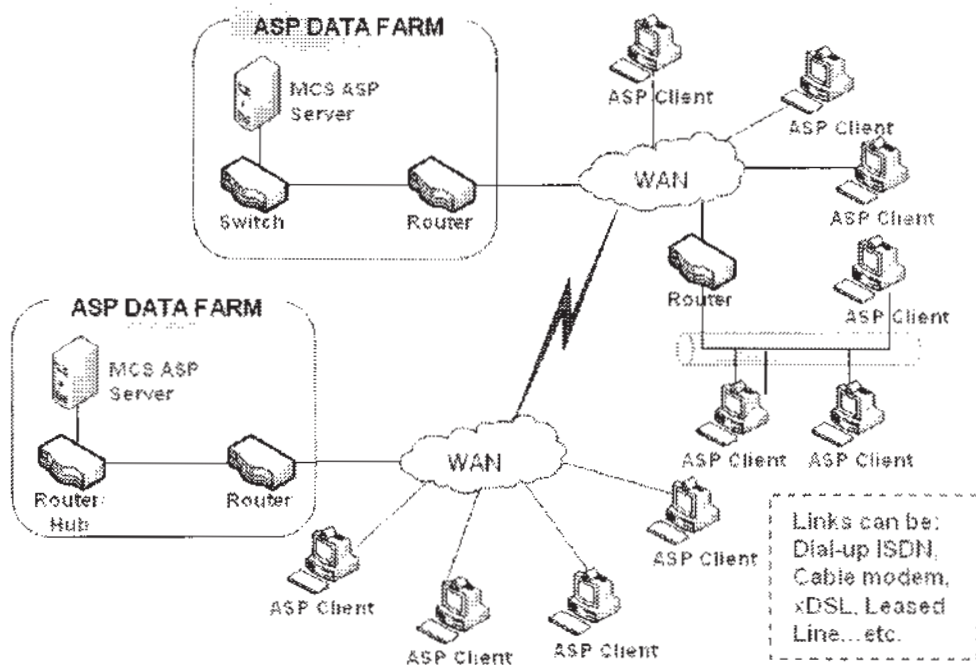 ASP DATA FARM
MCS ASP
Server
Switch
Router
WAN
ASP Client
ASP Client
ASP Client
Router
ASP Client
ASP Client
ASP Client
ASP DATA FARM
MCS ASP
Server
Router
Hub
Router
WAN
ASP Client
ASP Client
ASP Client
ASP Client
Links can be:
Dial-up ISDN,
Cable modem,
xDSL, Leased
Line...etc.